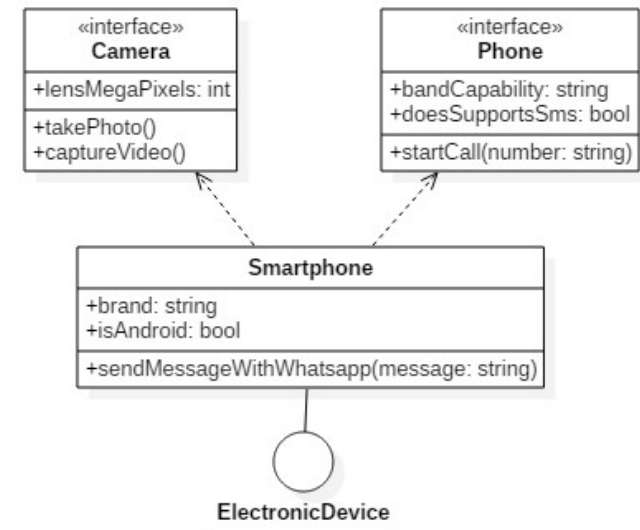 «interface»
Camera
+lensMegaPixels: int
+takePhoto()
+captureVideo()
«interface»
Phone
+bandCapability: string
+doesSupportsSms: bool
+startCall(number: string)
Smartphone
+brand: string
+isAndroid: bool
+sendMessageWithWhatsapp(message: string)
ElectronicDevice